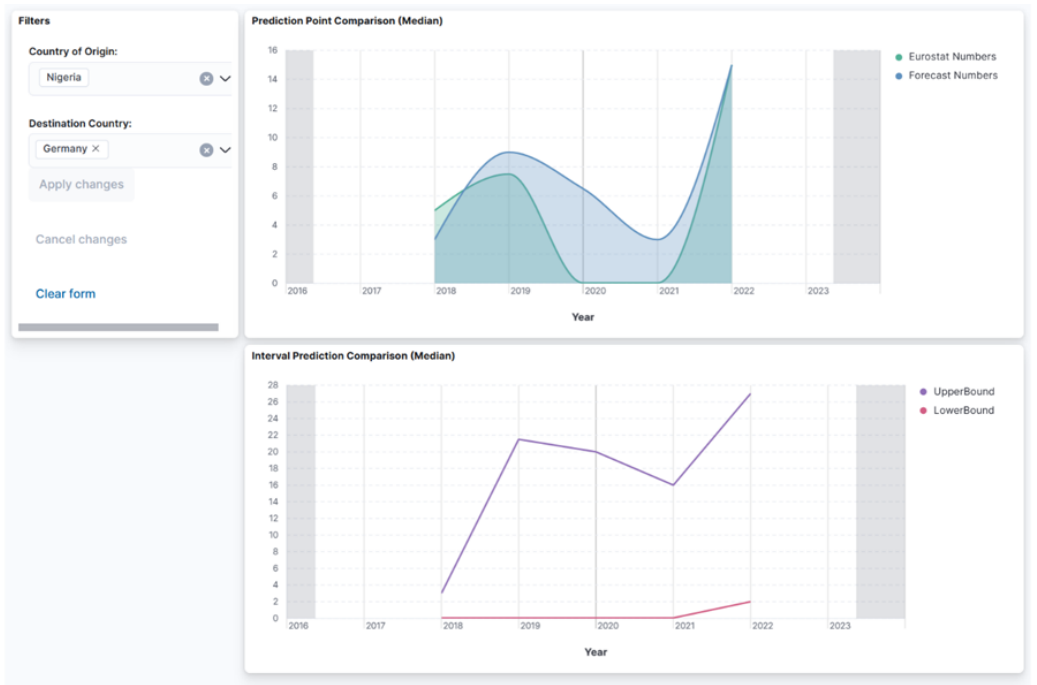 Filters
Country of Origin:
Nigeria
Destination Country:
Germany ×
Apply changes
Cancel changes
Clear form
Prediction Point Comparison (Median)
16
14
12
10
8
6
4
2
0
2016 2017 2018 2019 2020 2021 2022 2023
Year
Eurostat Numbers
Forecast Numbers
Interval Prediction Comparison (Median)
28
26
24
22
20
18
16
14
12
10
8
6
4
2
0
2016 2017 2018 2019 2020 2021 2022 2023
Year
UpperBound
LowerBound